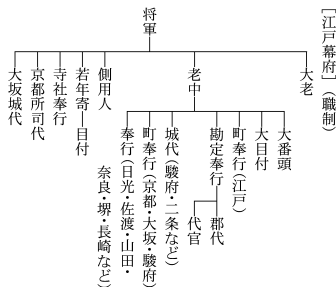 ［江戸幕府］（職制）
将軍
大老
老中
側用人
若年寄
目付
寺社奉行
京都所司代
大坂城代
大番頭
大目付
町奉行（江戸）
勘定奉行
郡代
代官
城代（駿府・二条など）
町奉行（京都・大坂・駿府）
奉行（日光・佐渡・山田・
奈良・堺・長崎など）